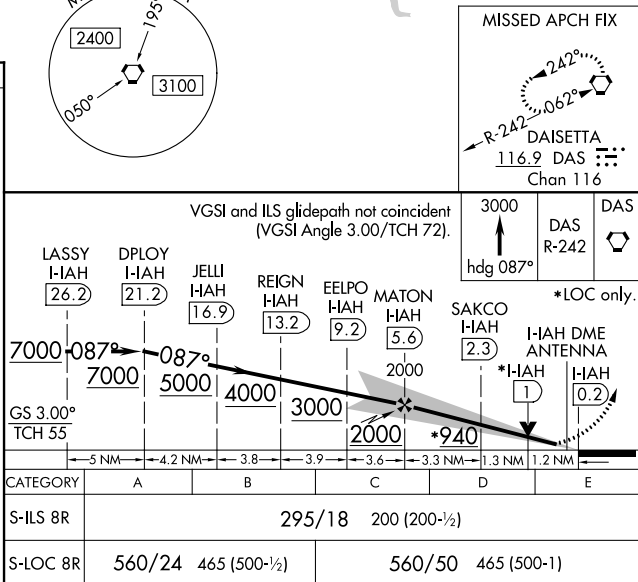 M
195°
2400
3100
050°
MISSED APCH FIX
242°
062°
R-242
DAISETTA
116.9 DAS
Chan 116
VGSI and ILS glidepath not coincident
(VGSI Angle 3.00/TCH 72).
3000
hdg 087°
DAS
R-242
DAS
*LOC only.
LASSY
I-IAH
26.2
DPLOY
I-IAH
21.2
JELLI
I-IAH
16.9
REIGN
I-IAH
13.2
EELPO
I-IAH
9.2
MATON
I-IAH
5.6
2000
SAKCO
I-IAH
2.3
I-IAH DME
ANTENNA
*I-IAH
1
I-IAH
0.2
7000
087°
087°
7000
5000
4000
3000
2000
*940
GS 3.00°
TCH 55
5 NM
4.2 NM
3.8
3.9
3.6
3.3 NM
1.3 NM
1.2 NM
CATEGORY A B C D E
S-ILS 8R 295/18 200 (200-½)
S-LOC 8R 560/24 465 (500-½) 560/50 465 (500-1)